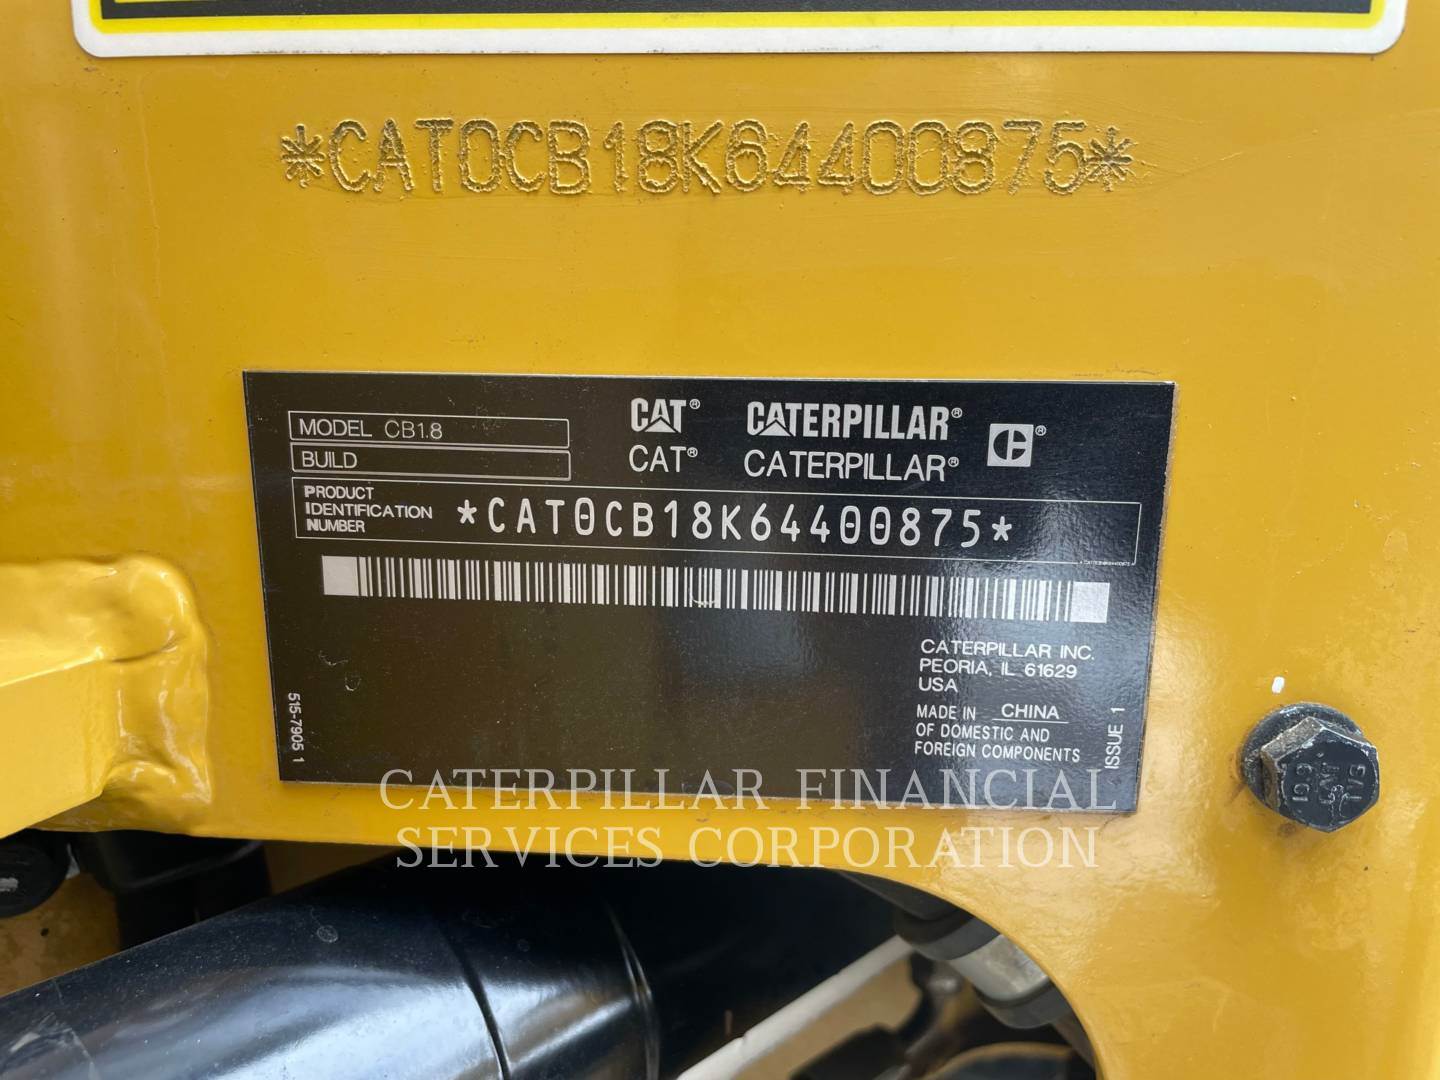 *CAT0CB18K64400875*
MODEL CB1.8
BUILD
CAT® CATERPILLAR®
CAT® CATERPILLAR®
C ®
PRODUCT
IDENTIFICATION
NUMBER
*CAT0CB18K64400875*
*CAT0CB18K64400875*
CATERPILLAR INC.
PEORIA, IL 61629
USA
MADE IN CHINA
OF DOMESTIC AND
FOREIGN COMPONENTS
ISSUE 1
515-7905 1
CATERPILLAR FINANCIAL
SERVICES CORPORATION